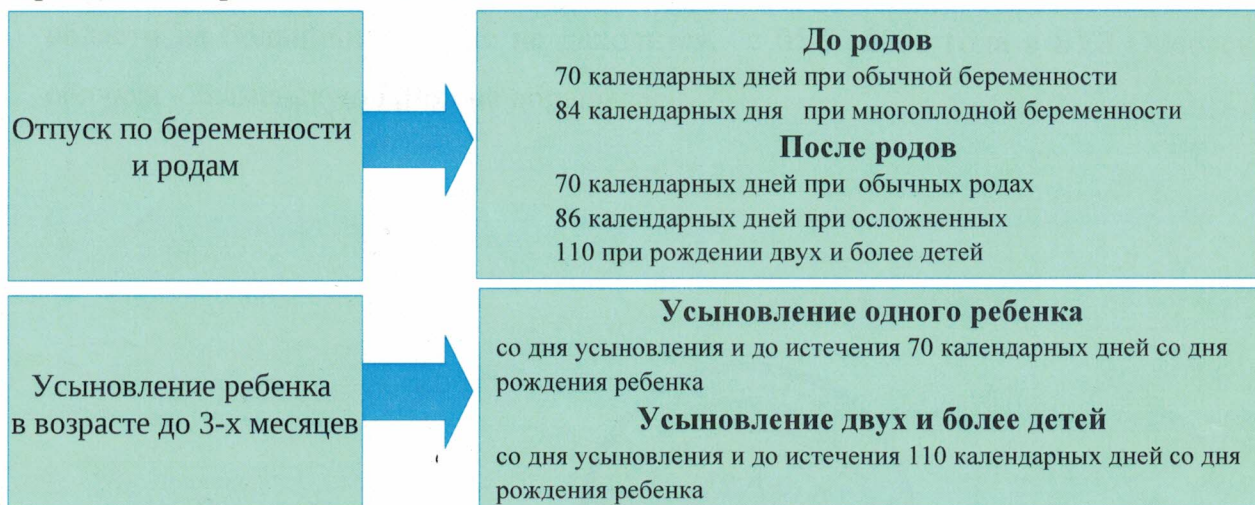 Отпуск по беременности
и родам
До родов
70 календарных дней при обычной беременности
84 календарных дня при многоплодной беременности
После родов
70 календарных дней при обычных родах
86 календарных дней при осложненных
110 при рождении двух и более детей
Усыновление ребенка
в возрасте до 3-х месяцев
Усыновление одного ребенка
со дня усыновления и до истечения 70 календарных дней со дня
рождения ребенка
Усыновление двух и более детей
со дня усыновления и до истечения 110 календарных дней со дня
рождения ребенка